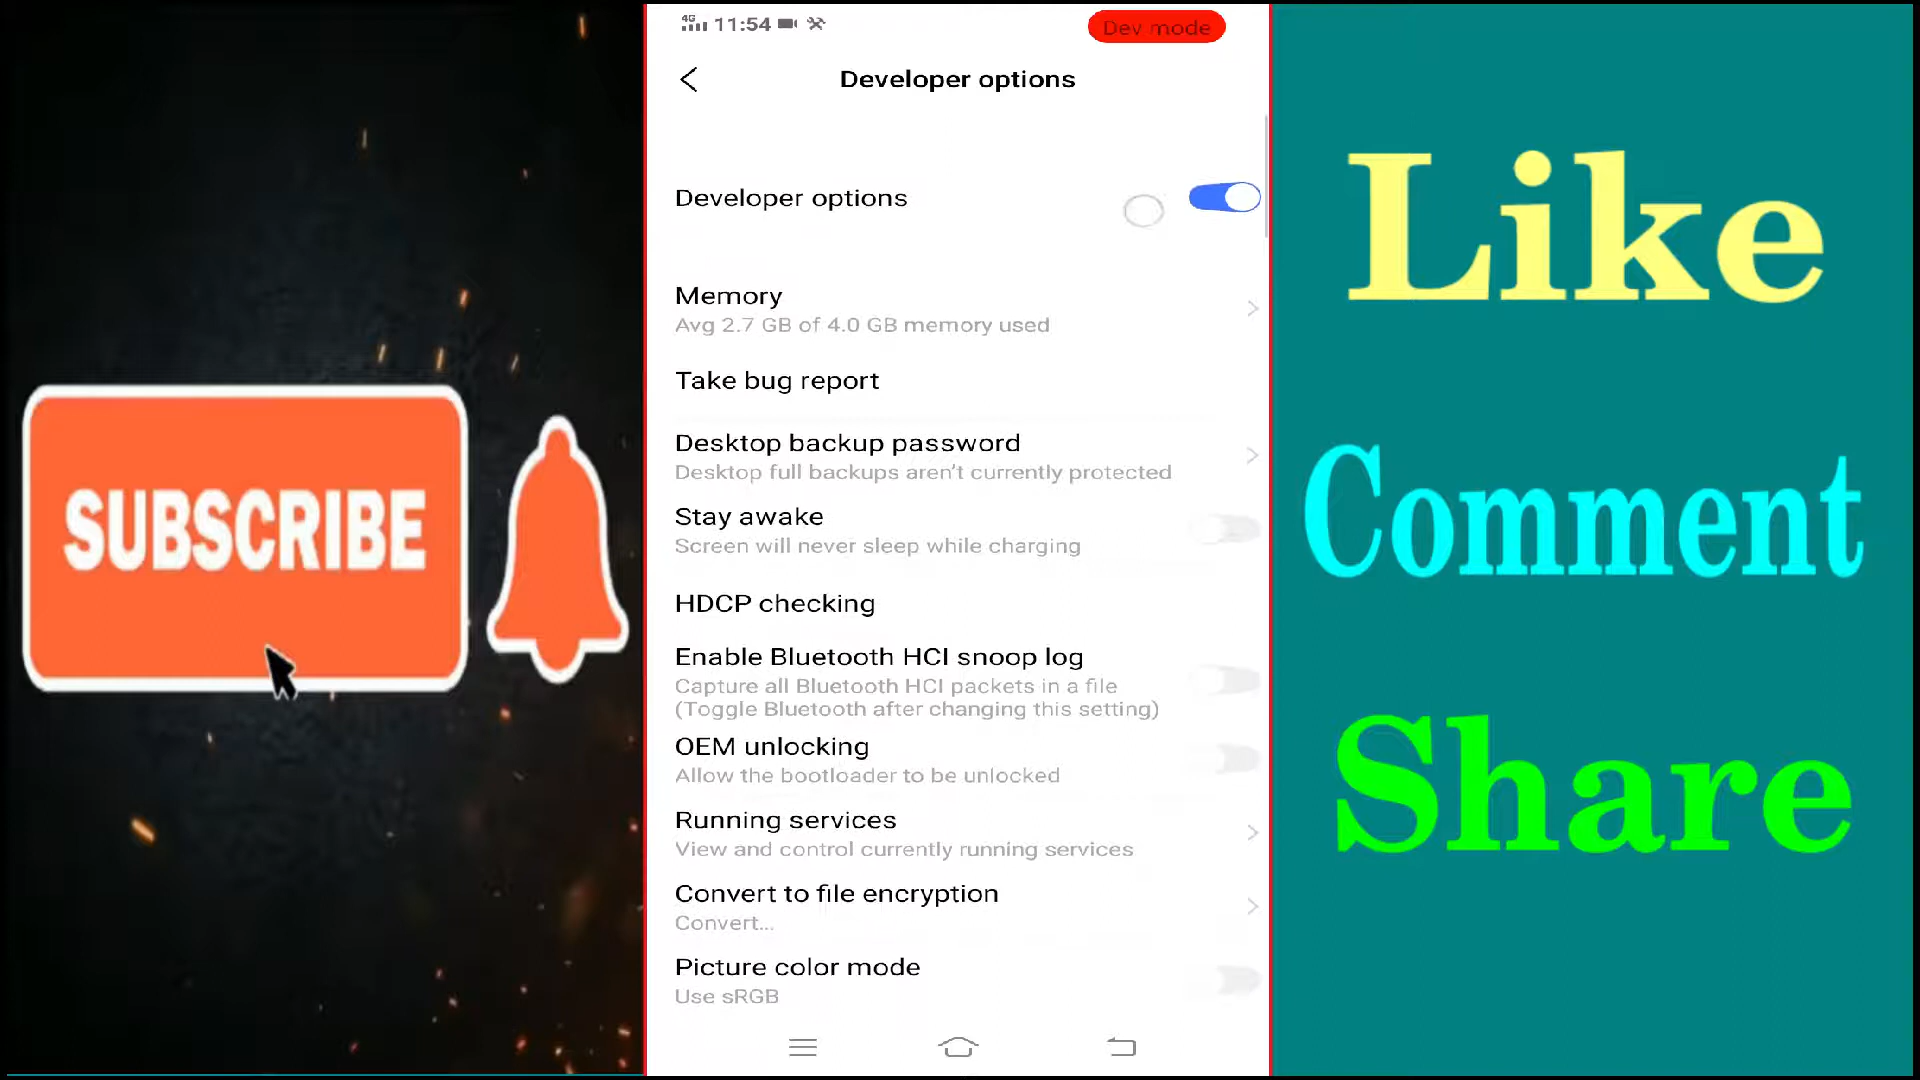 SUBSCRIBE
4G 11:54
Dev mode
Developer options
Developer options
Memory
Avg 2.7 GB of 4.0 GB memory used
Take bug report
Desktop backup password
Desktop full backups aren't currently protected
Stay awake
Screen will never sleep while charging
HDCP checking
Enable Bluetooth HCI snoop log
Capture all Bluetooth HCI packets in a file
(Toggle Bluetooth after changing this setting)
OEM unlocking
Allow the bootloader to be unlocked
Running services
View and control currently running services
Convert to file encryption
Convert...
Picture color mode
Use sRGB
Like
Comment
Share